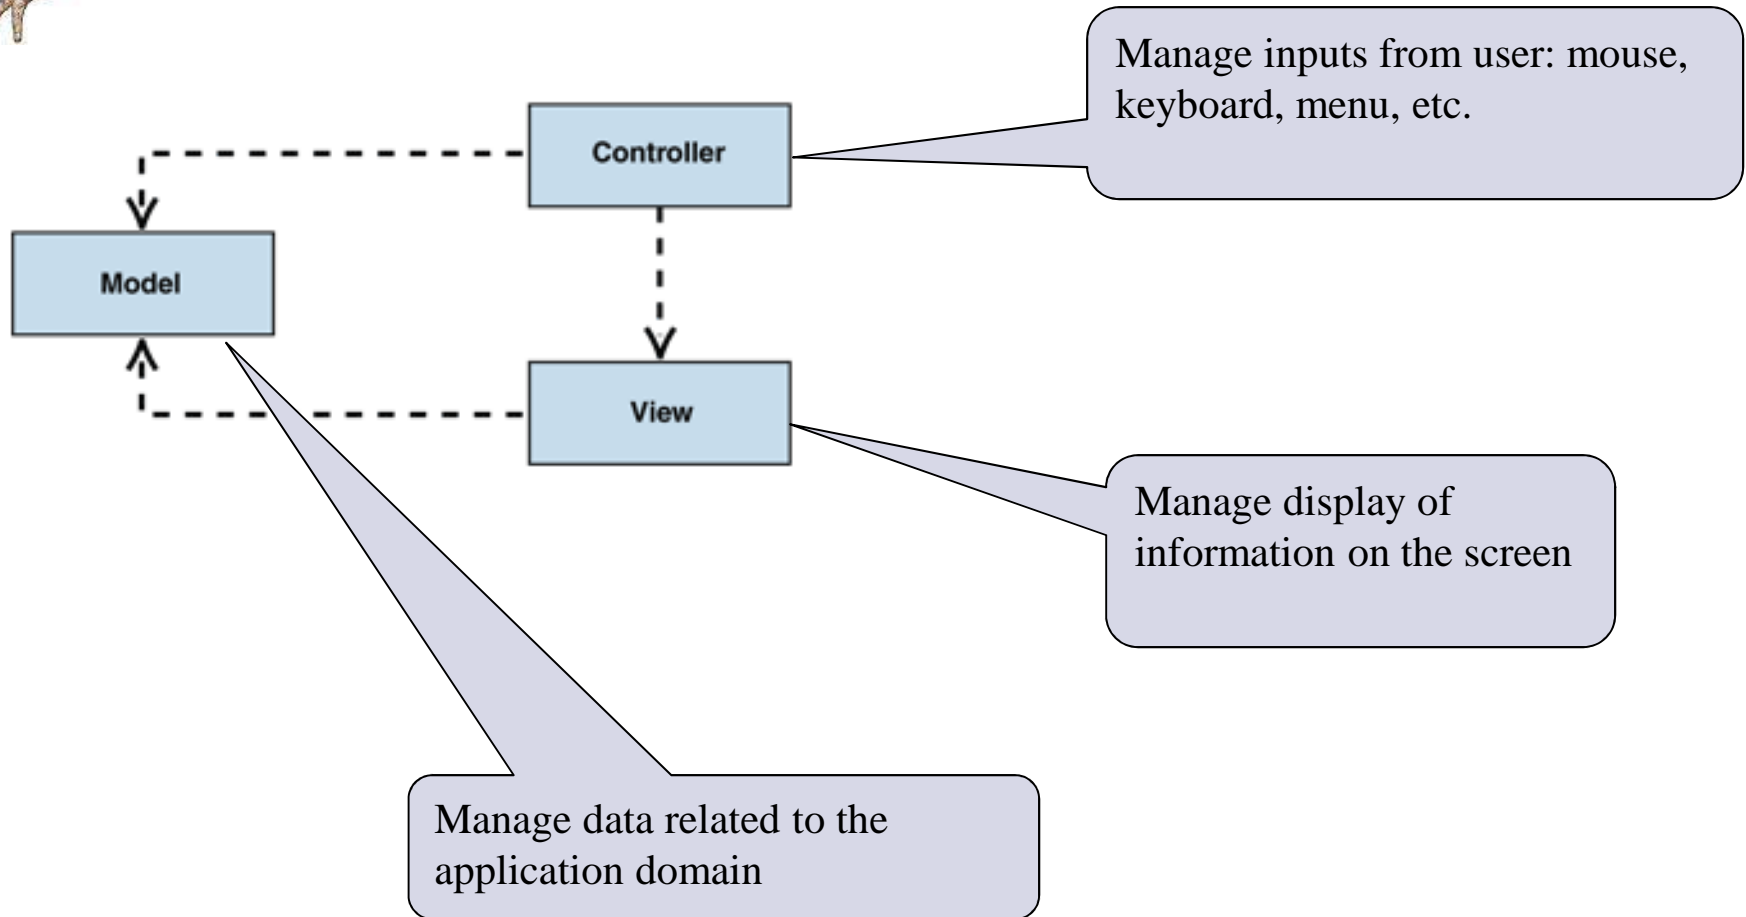 Manage inputs from user: mouse,
keyboard, menu, etc.
Controller
Model
View
Manage display of
information on the screen
Manage data related to the
application domain